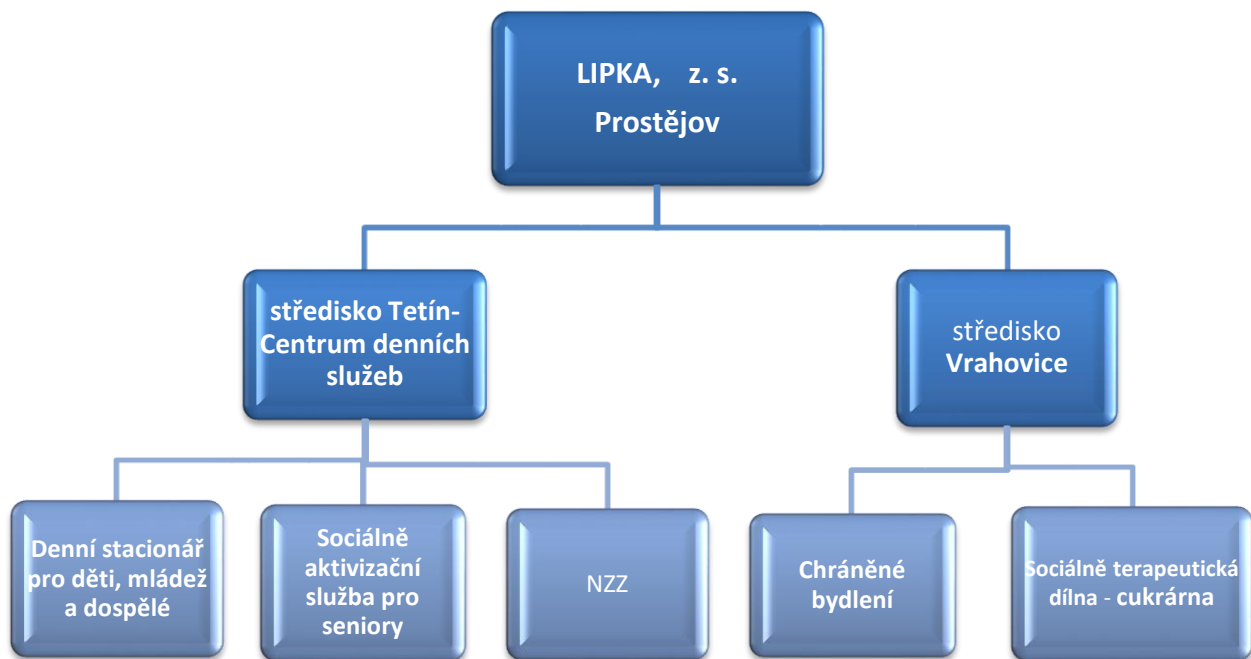 LIPKA, z. s.
Prostějov
středisko Tetín-
Centrum denních
služeb
středisko
Vrahovice
Denní stacionář
pro děti, mládež
a dospělé
Sociálně
aktivizační
služba pro
seniory
NZZ
Chráněné
bydlení
Sociálně terapeutická
dílna - cukrárna